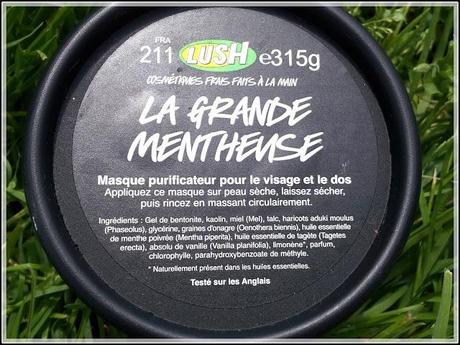 FRA
211 LUSH e315g
COSMÉTIQUES FRAIS FAITS À LA MAIN
LA GRANDE
MENTHEUSE
Masque purificateur pour le visage et le dos
Appliquez ce masque sur peau sèche, laissez sécher,
puis rincez en massant circulairement.
Ingrédients : Gel de bentonite, kaolin, miel (Mel), talc, haricots aduki moulus
(Phaseolus), glycérine, graines d'onagre (Oenothera biennis), huile essentielle
de menthe poivrée (Mentha piperita), huile essentielle de tagète (Tagetes
erecta), absolu de vanille (Vanilla planifolia), limonène*, parfum,
chlorophylle, parahydroxybenzoate de méthyle.
* Naturellement présent dans les huiles essentielles.
Testé sur les Anglais